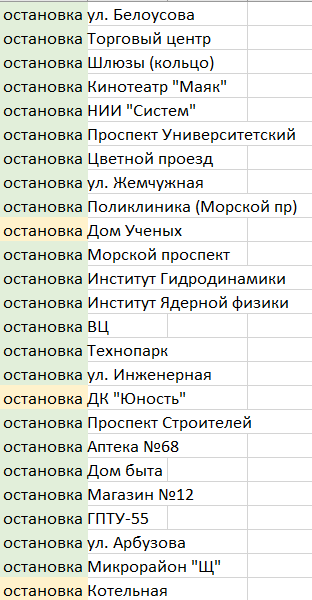 остановка ул. Белоусова
остановка Торговый центр
остановка Шлюзы (кольцо)
остановка Кинотеатр "Маяк"
остановка НИИ "Систем"
остановка Проспект Университетский
остановка Цветной проезд
остановка ул. Жемчужная
остановка Поликлиника (Морской пр)
остановка Дом Ученых
остановка Морской проспект
остановка Институт Гидродинамики
остановка Институт Ядерной физики
остановка ВЦ
остановка Технопарк
остановка ул. Инженерная
остановка ДК "Юность"
остановка Проспект Строителей
остановка Аптека №68
остановка Дом быта
остановка Магазин №12
остановка ГПТУ-55
остановка ул. Арбузова
остановка Микрорайон "Щ"
остановка Котельная